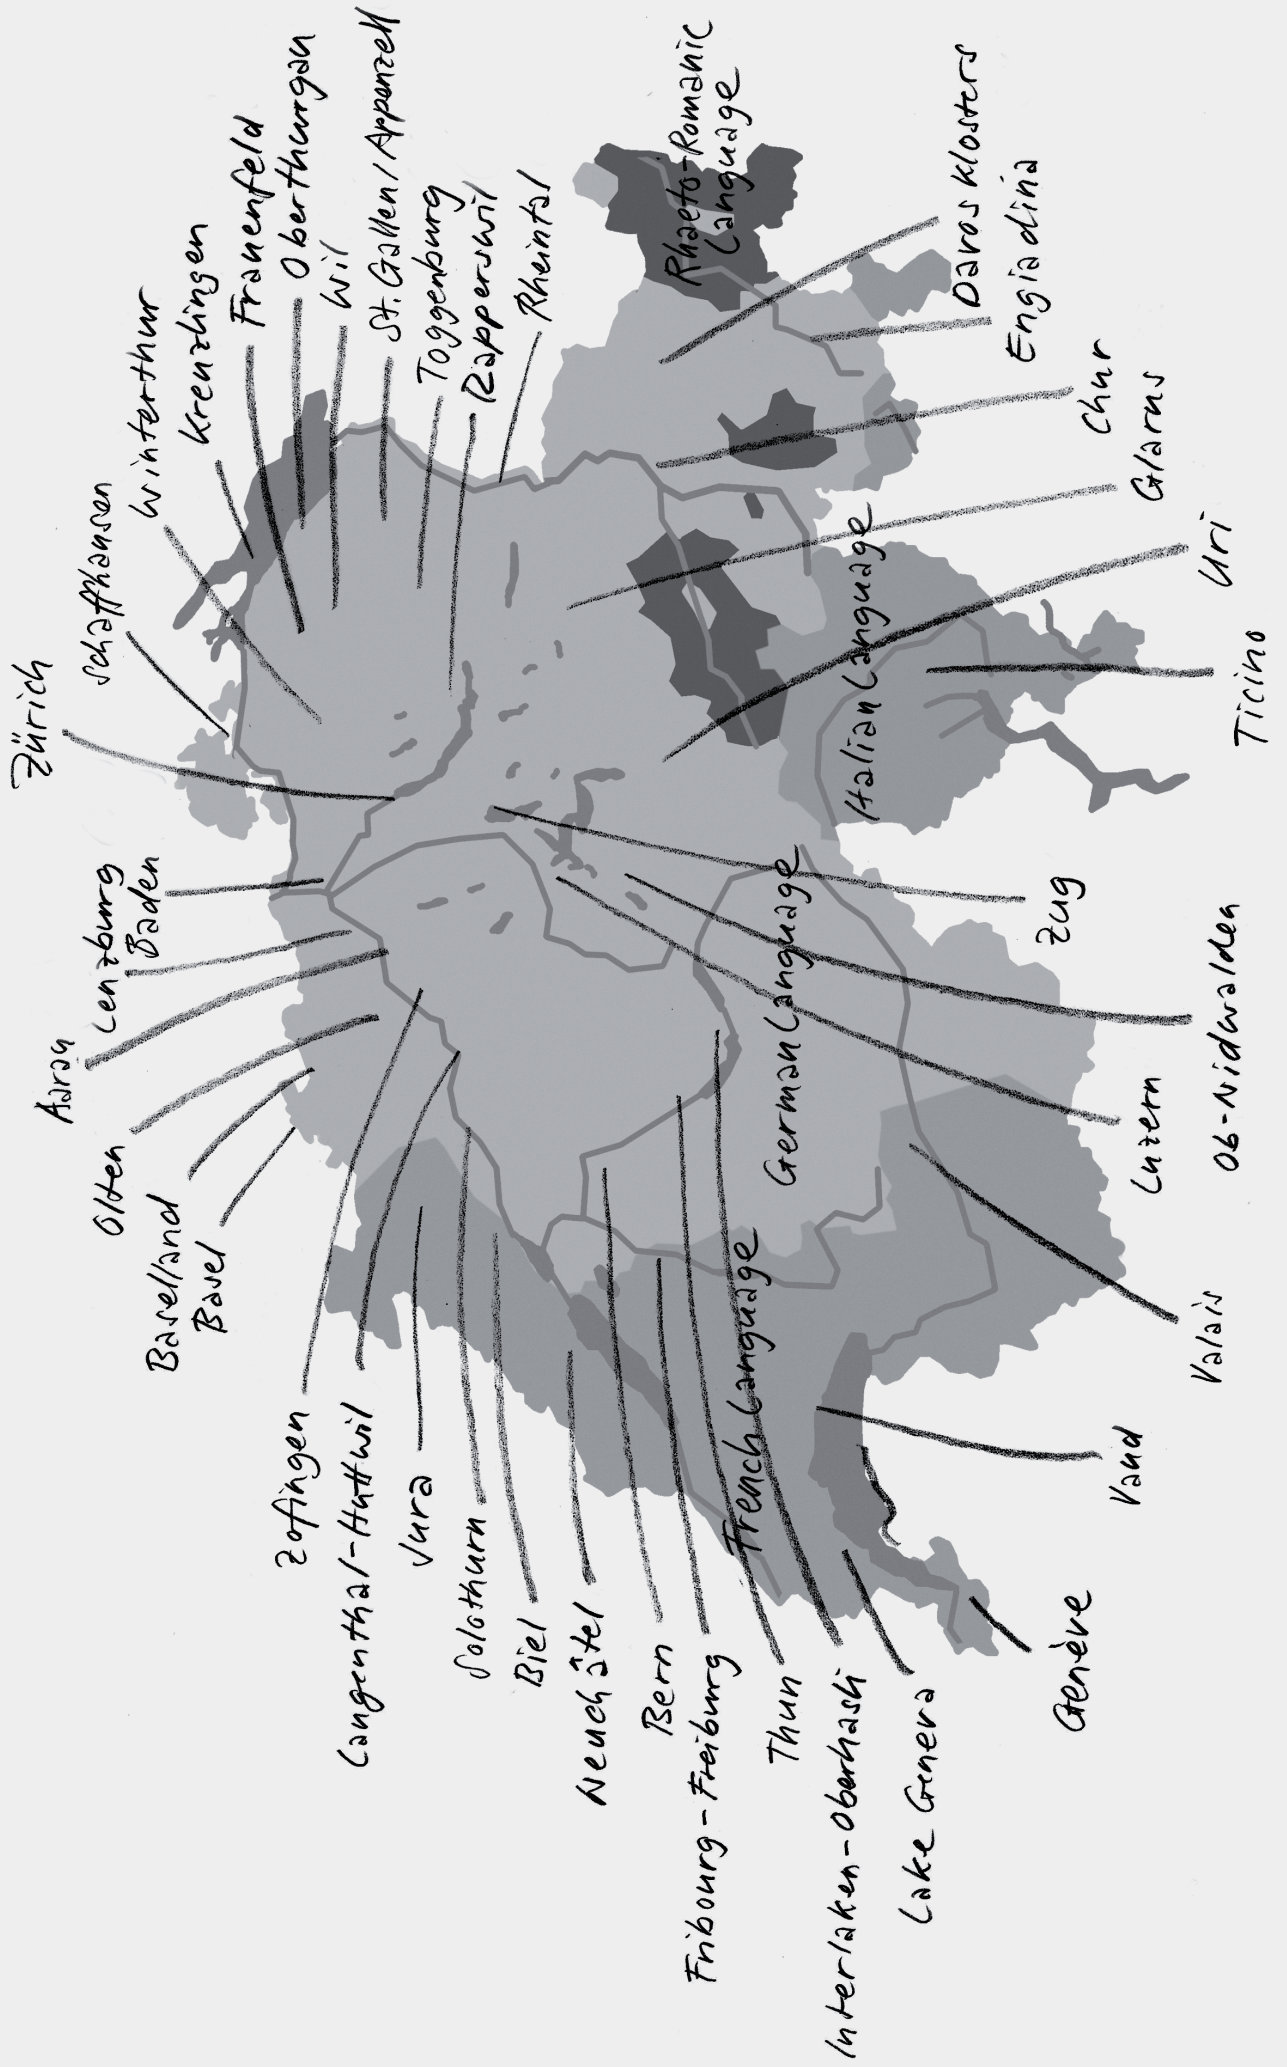 Zürich
Schaffhausen
Winterthur
Kreuzlingen
Frauenfeld
Oberthurgau
Wil
St. Gallen / Appenzell
Toggenburg
Rapperswil
Rheintal
Rhaeto-Romanic
Language
Davos Klosters
Engiadina
Chur
Glarus
Uri
Ticino
Italian Language
Zug
Ob-Nidwalden
Luzern
German Language
Valais
Vaud
Genève
Lake Geneva
Interlaken-Oberhasli
Thun
Fribourg-Freiburg
Bern
French Language
Neuchâtel
Biel
Solothurn
Jura
Langenthal-Huttwil
Zofingen
Basel
Baselland
Olten
Aarau
Lenzburg
Baden